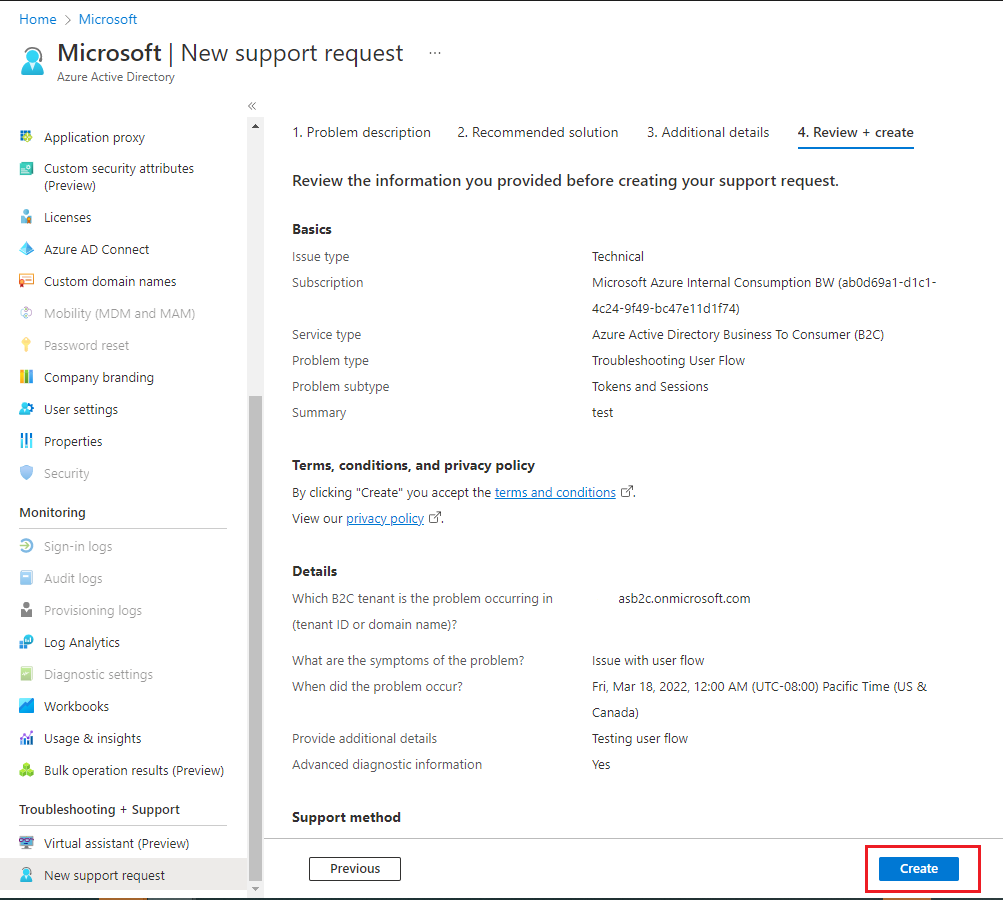 Home > Microsoft
Microsoft | New support request ...
Azure Active Directory
«
Application proxy
Custom security attributes
(Preview)
Licenses
Azure AD Connect
Custom domain names
Mobility (MDM and MAM)
Password reset
Company branding
User settings
Properties
Security
Monitoring
Sign-in logs
Audit logs
Provisioning logs
Log Analytics
Diagnostic settings
Workbooks
Usage & insights
Bulk operation results (Preview)
Troubleshooting + Support
Virtual assistant (Preview)
New support request
1. Problem description 2. Recommended solution 3. Additional details 4. Review + create
Review the information you provided before creating your support request.
Basics
Issue type Technical
Subscription Microsoft Azure Internal Consumption BW (ab0d69a1-d1c1-
4c24-9f49-bc47e11d1f74)
Service type Azure Active Directory Business To Consumer (B2C)
Problem type Troubleshooting User Flow
Problem subtype Tokens and Sessions
Summary test
Terms, conditions, and privacy policy
By clicking "Create" you accept the terms and conditions.
View our privacy policy.
Details
Which B2C tenant is the problem occurring in asb2c.onmicrosoft.com
(tenant ID or domain name)?
What are the symptoms of the problem? Issue with user flow
When did the problem occur? Fri, Mar 18, 2022, 12:00 AM (UTC-08:00) Pacific Time (US &
Canada)
Provide additional details Testing user flow
Advanced diagnostic information Yes
Support method
Previous Create